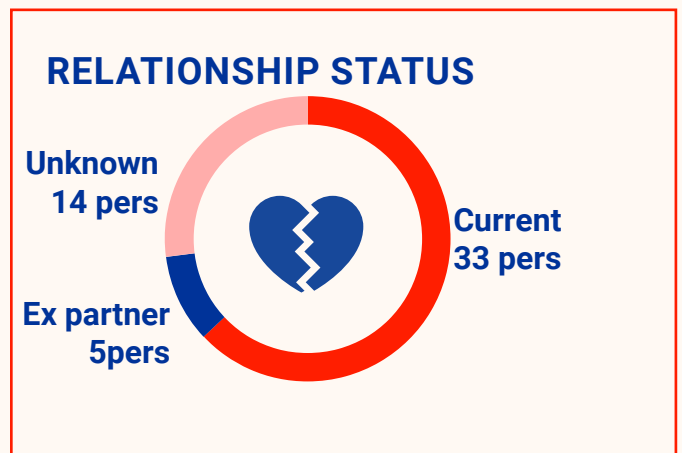 RELATIONSHIP STATUS
Unknown
14 pers
Current
33 pers
Ex partner
5pers